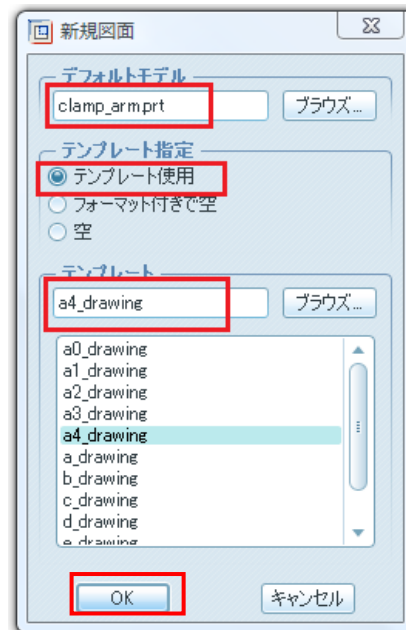 新規図面
デフォルトモデル
clamp_arm.prt ブラウズ...
テンプレート指定
テンプレート使用
フォーマット付きで空
空
テンプレート
a4_drawing ブラウズ...
a0_drawing
a1_drawing
a2_drawing
a3_drawing
a4_drawing
a_drawing
b_drawing
c_drawing
d_drawing
e_drawing
OK キャンセル